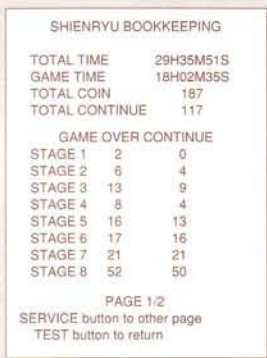 SHIENRYU BOOKKEEPING
TOTAL TIME 29H35M51S
GAME TIME 18H02M35S
TOTAL COIN 187
TOTAL CONTINUE 117
GAME OVER CONTINUE
STAGE 1 2 0
STAGE 2 6 4
STAGE 3 13 9
STAGE 4 8 4
STAGE 5 16 13
STAGE 6 17 16
STAGE 7 21 21
STAGE 8 52 50
PAGE 1/2
SERVICE button to other page
TEST button to return